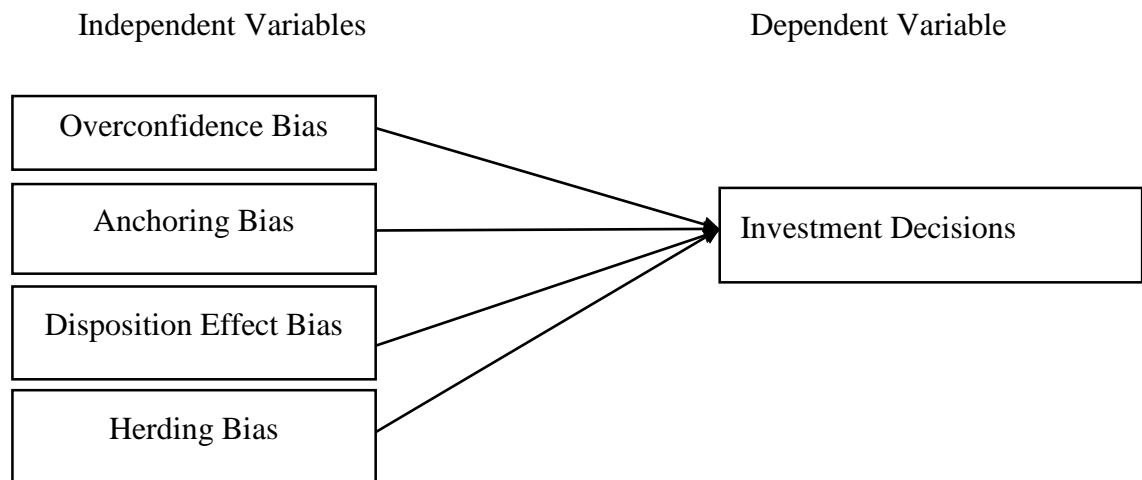 Independent Variables
Dependent Variable
Overconfidence Bias
Anchoring Bias
Investment Decisions
Disposition Effect Bias
Herding Bias